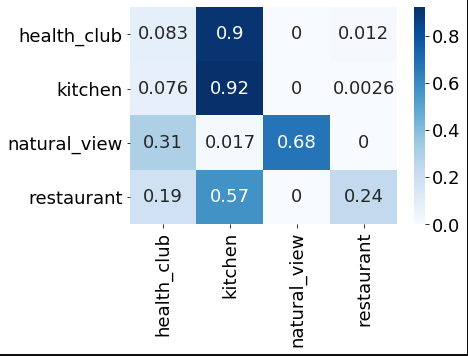 health_club 0.083 0.9 0 0.012
kitchen 0.076 0.92 0 0.0026
natural_view 0.31 0.017 0.68 0
restaurant 0.19 0.57 0 0.24
health_club kitchen natural_view restaurant
0.8
0.6
0.4
0.2
0.0